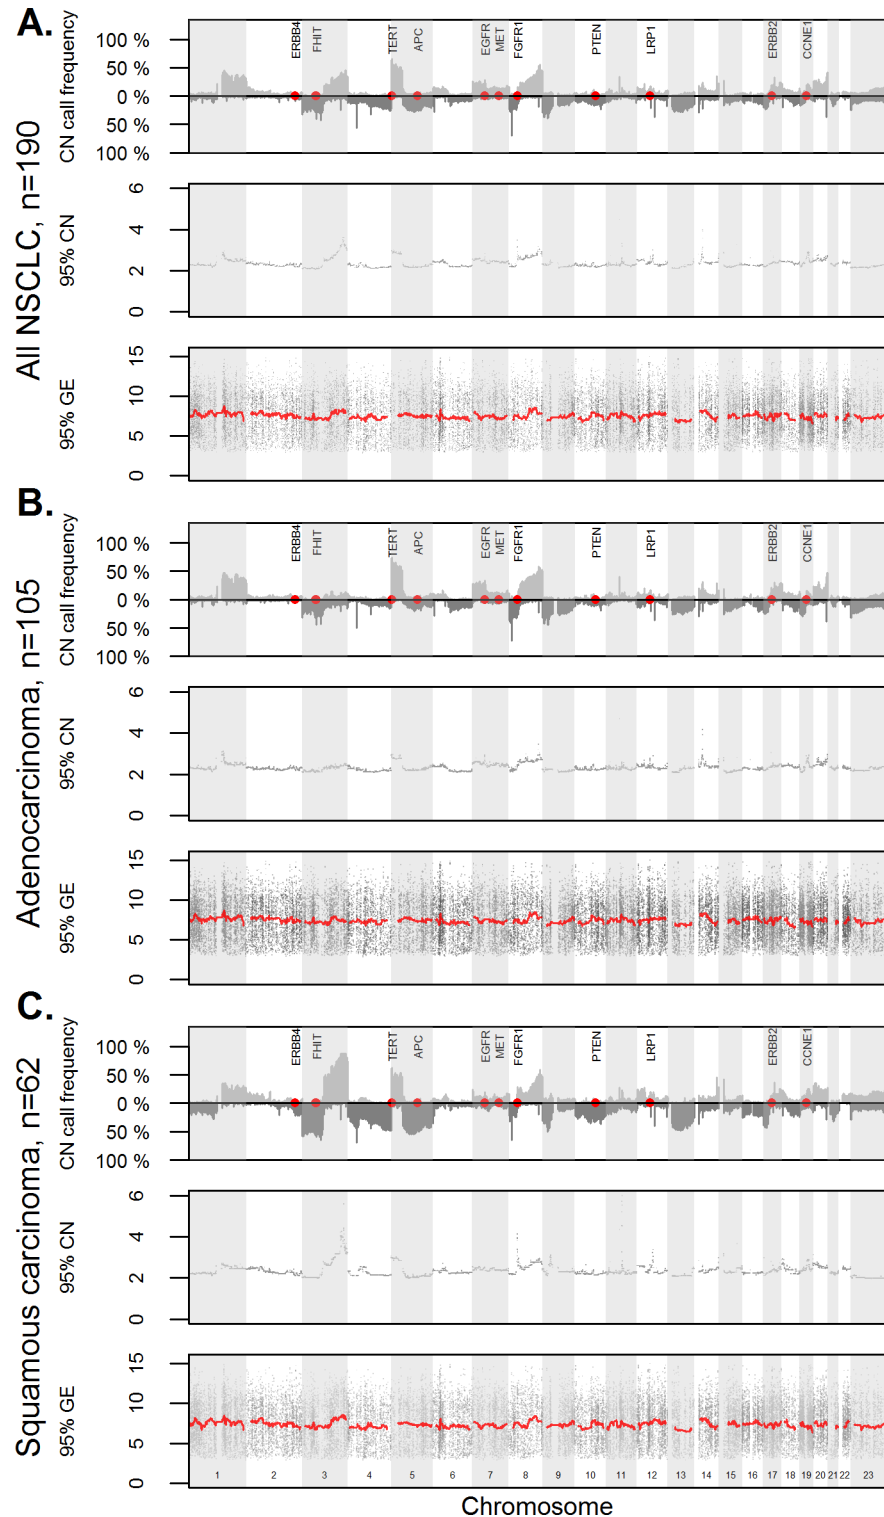 A.
All NSCLC, n=190
CN call frequency
100 %
50 %
0 %
50 %
100 %
ERBB4
FHIT
TERT
APC
EGFR
MET
FGFR1
PTEN
LRP1
ERBB2
CCNE1
95% CN
6
4
2
0
95% GE
15
10
5
0
B.
Adenocarcinoma, n=105
CN call frequency
100 %
50 %
0 %
50 %
100 %
ERBB4
FHIT
TERT
APC
EGFR
MET
FGFR1
PTEN
LRP1
ERBB2
CCNE1
95% CN
6
4
2
0
95% GE
15
10
5
0
C.
Squamous carcinoma, n=62
CN call frequency
100 %
50 %
0 %
50 %
100 %
ERBB4
FHIT
TERT
APC
EGFR
MET
FGFR1
PTEN
LRP1
ERBB2
CCNE1
95% CN
6
4
2
0
95% GE
15
10
5
0
1 2 3 4 5 6 7 8 9 10 11 12 13 14 15 16 17 18 19 20 21 22 23
Chromosome